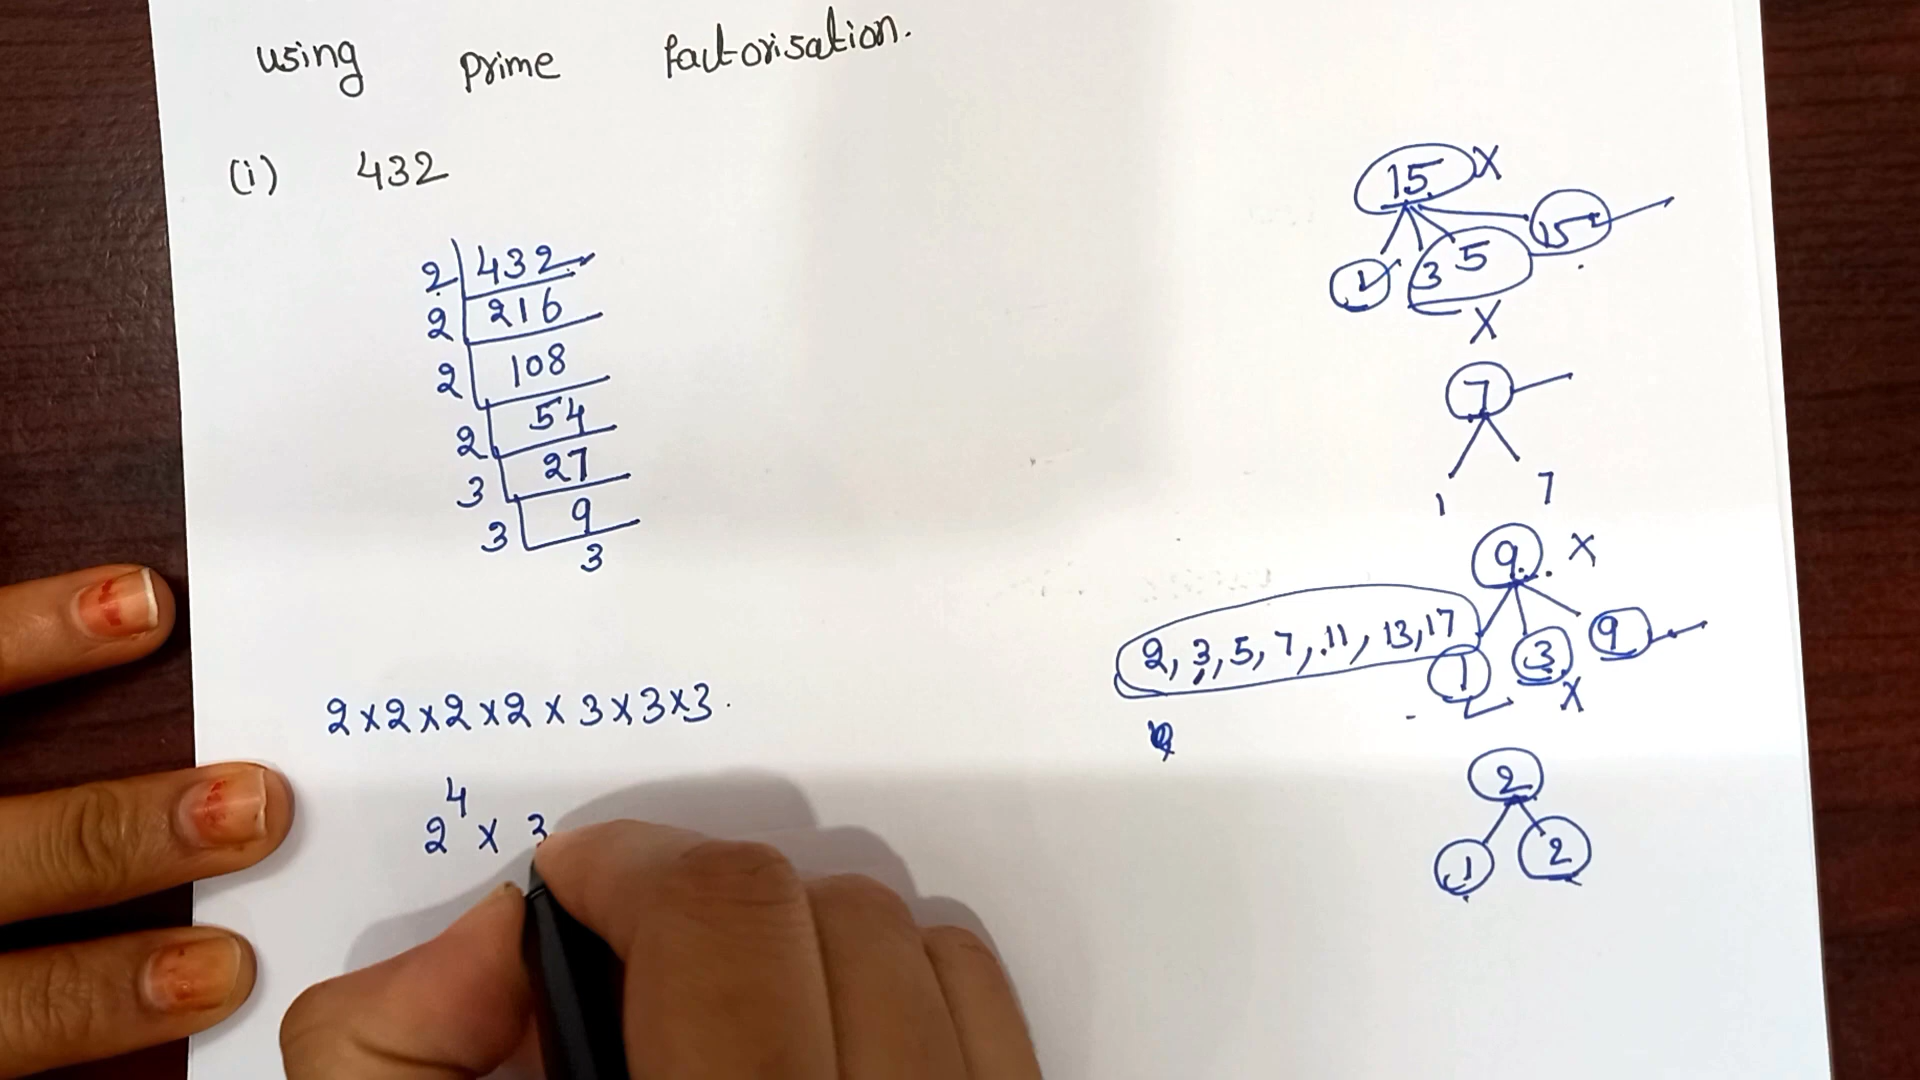 using prime factorisation.
(i) 432
2 | 432
2 | 216
2 | 108
2 | 54
3 | 27
3 | 9
3
2 × 2 × 2 × 2 × 3 × 3 × 3.
2⁴ × 3
15 X
1 3 5 15
X
7
1 7
9 X
2, 3, 5, 7, 11, 13, 17
1 3 9
X
2
1 2